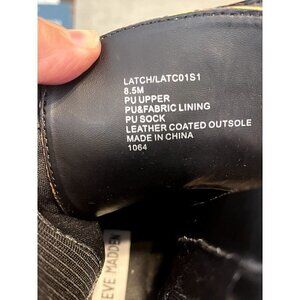 LATCH/LATC01S1
8.5M
PU UPPER
PU&FABRIC LINING
PU SOCK
LEATHER COATED OUTSOLE
MADE IN CHINA
1064
EVE MADDEN